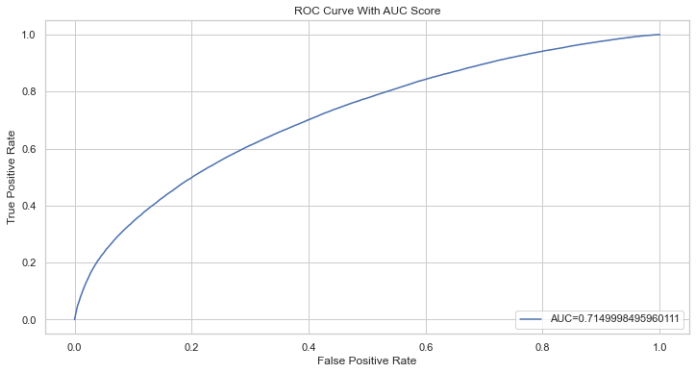 ROC Curve With AUC Score
True Positive Rate
1.0
0.8
0.6
0.4
0.2
0.0
AUC=0.7149998495960111
0.0 0.2 0.4 0.6 0.8 1.0
False Positive Rate